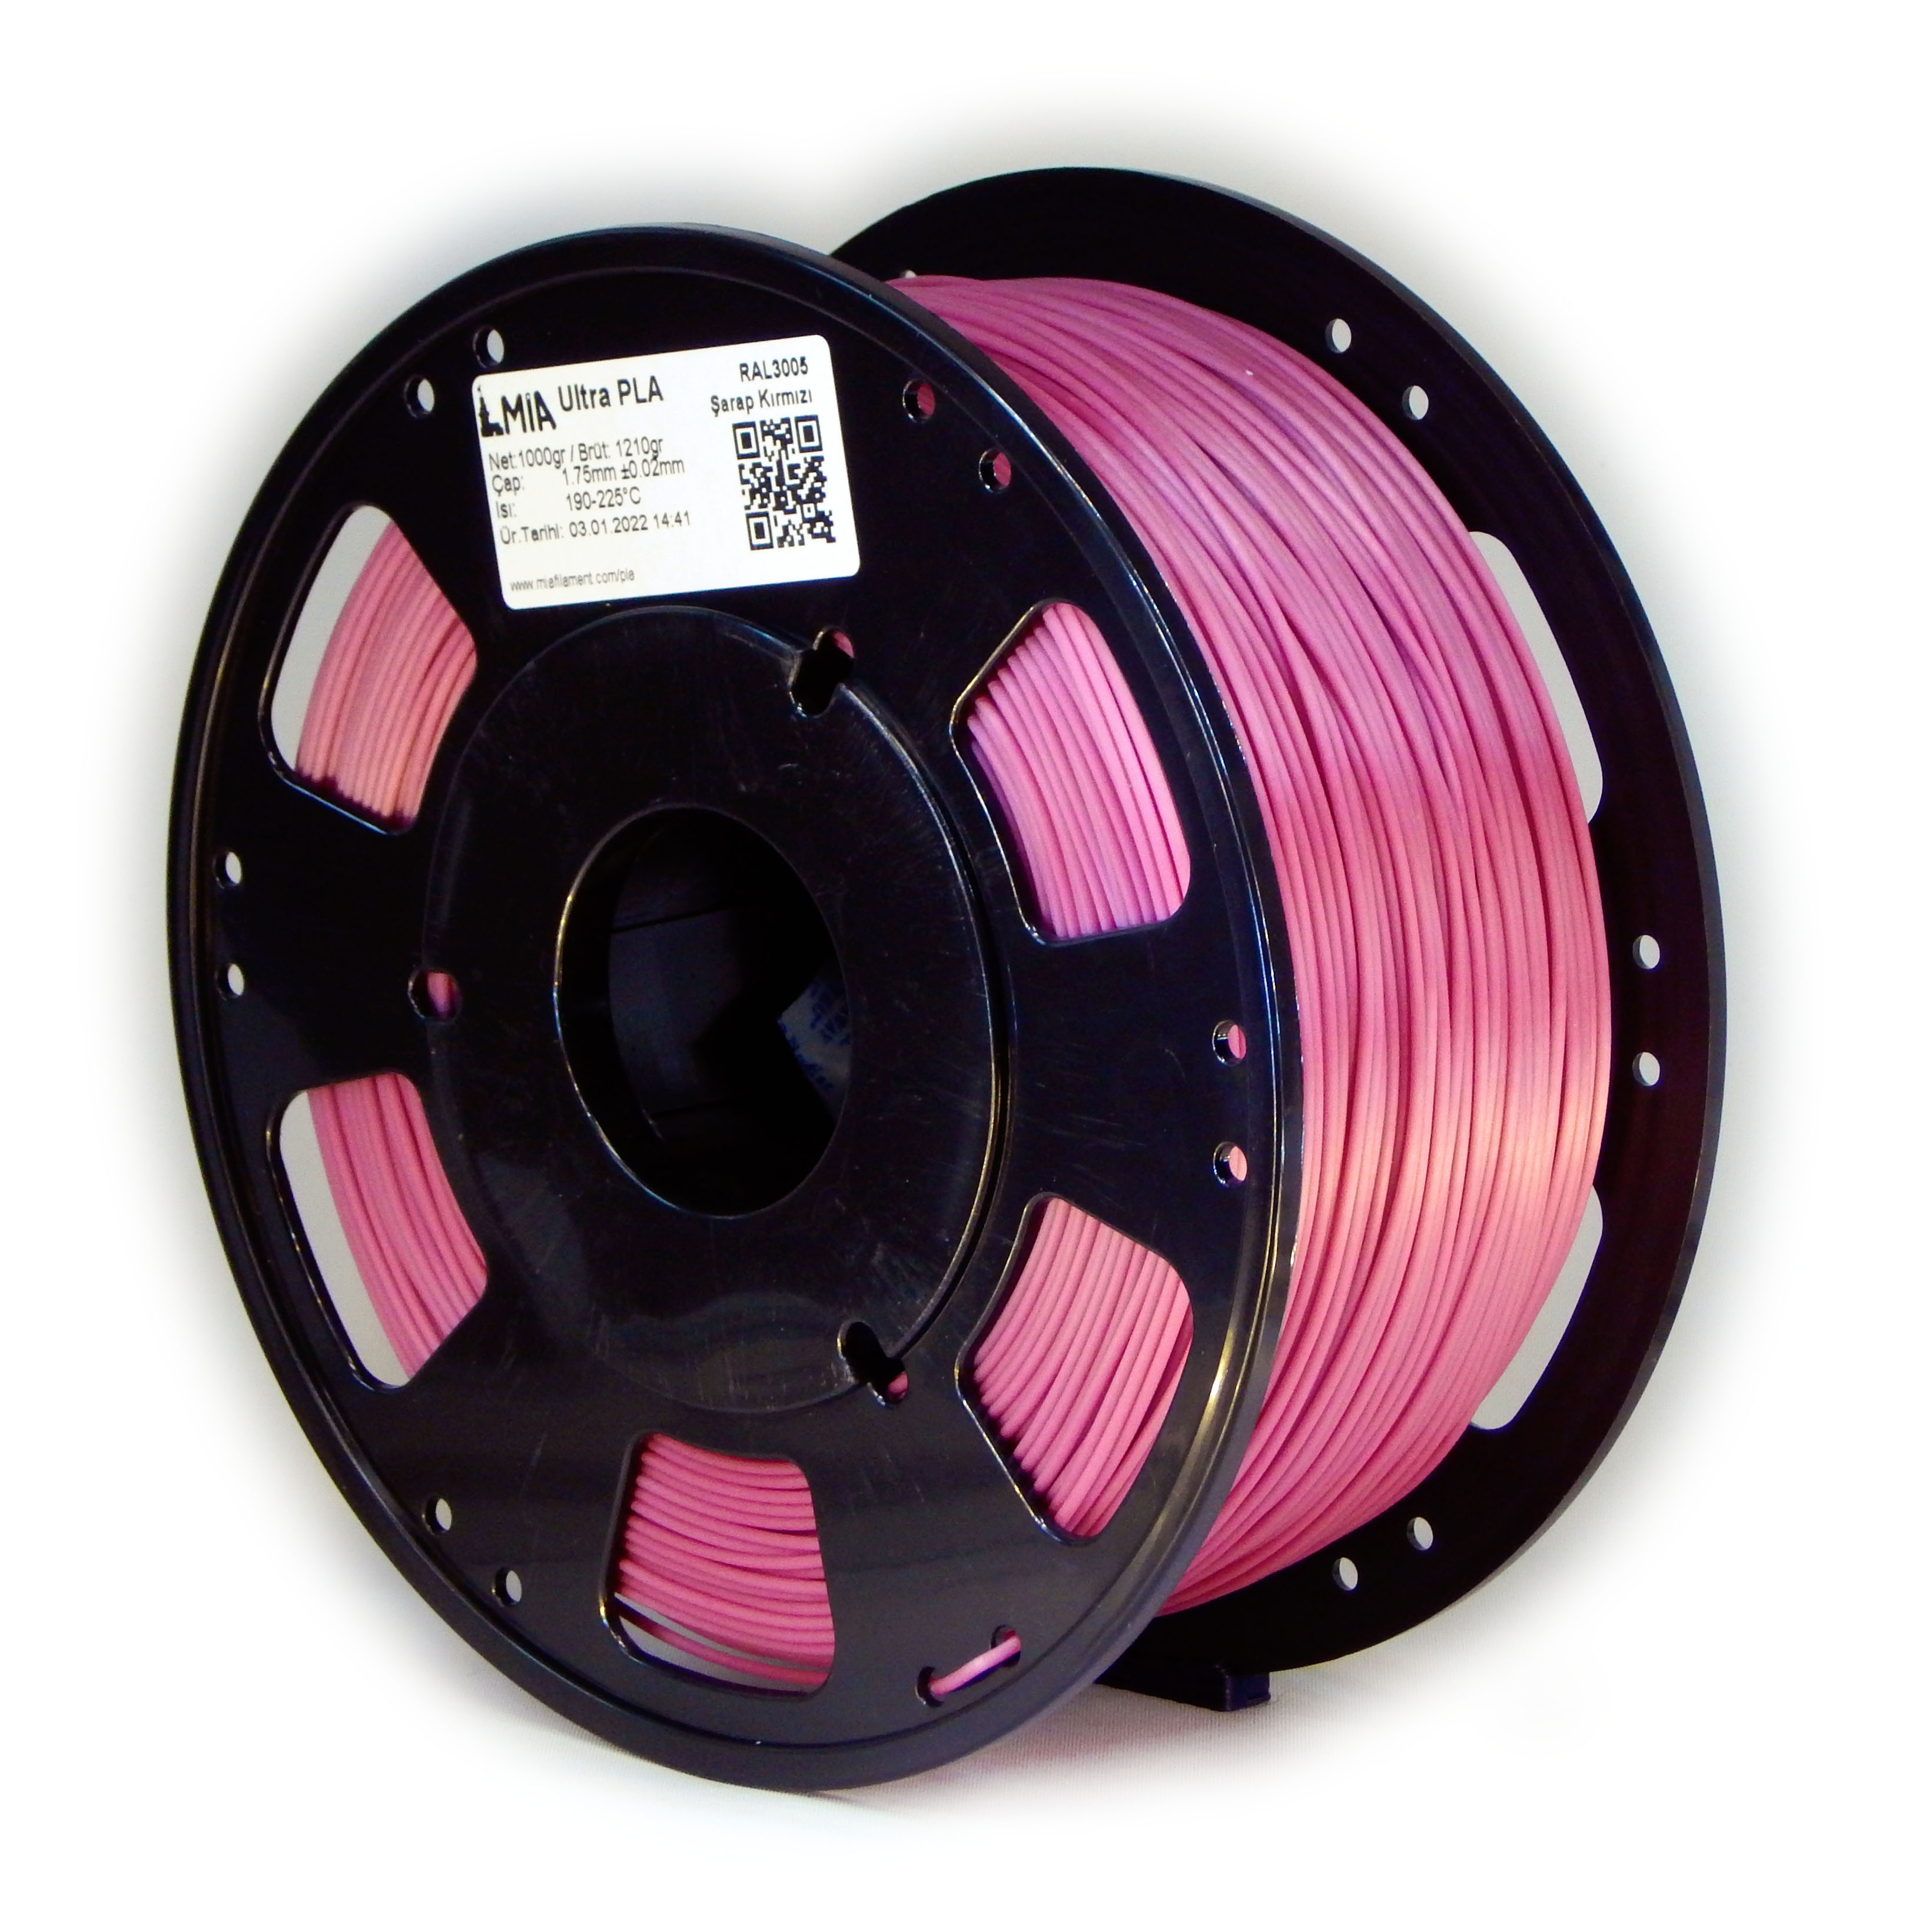 MİA Ultra PLA
RAL3005
Şarap Kırmızı
Net:1000gr / Brüt: 1210gr
Çap: 1.75mm ±0.02mm
Isı: 190-225°C
Ür.Tarihi: 03.01.2022 14:41
www.miafilament.com/pla